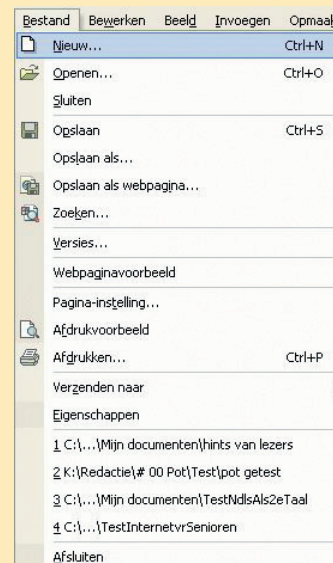 Bestand Bewerken Beeld Invoegen Opmaak
Nieuw... Ctrl+N
Openen... Ctrl+O
Sluiten
Opslaan Ctrl+S
Opslaan als...
Opslaan als webpagina...
Zoeken...
Versies...
Webpaginavoorbeeld
Pagina-instelling...
Afdrukvoorbeeld
Afdrukken... Ctrl+P
Verzenden naar
Eigenschappen
1 C:\...\Mijn documenten\hints van lezers
2 K:\Redactie\# 00 Pot\Test\pot getest
3 C:\...\Mijn documenten\TestNdlsAls2eTaal
4 C:\...\TestInternetvrSenioren
Afsluiten